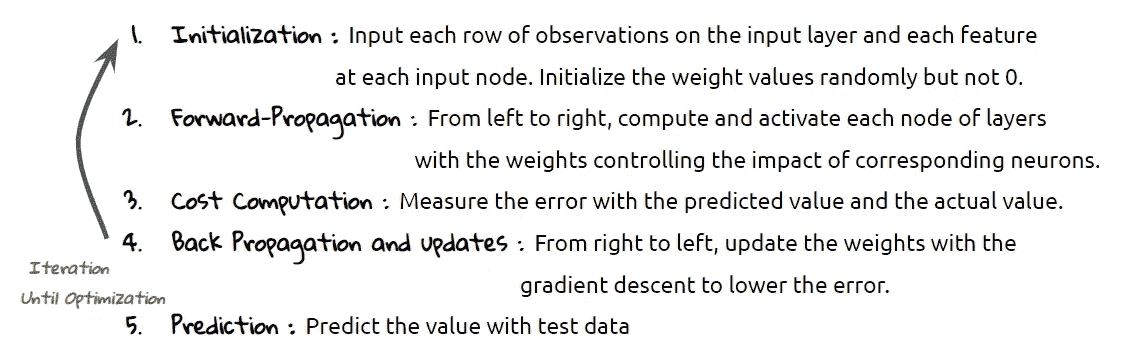 1. Initialization : Input each row of observations on the input layer and each feature
at each input node. Initialize the weight values randomly but not 0.
2. Forward-Propagation : From left to right, compute and activate each node of layers
with the weights controlling the impact of corresponding neurons.
3. Cost Computation : Measure the error with the predicted value and the actual value.
4. Back Propagation and updates : From right to left, update the weights with the
gradient descent to lower the error.
Iteration
Until Optimization
5. Prediction : Predict the value with test data